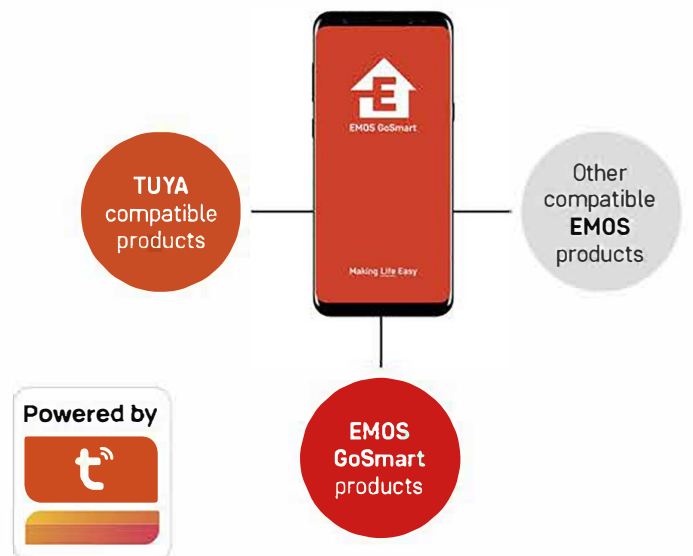 EMOS GoSmart
Making Life Easy
TUYA
compatible
products
Other
compatible
EMOS
products
EMOS
GoSmart
products
Powered by
t